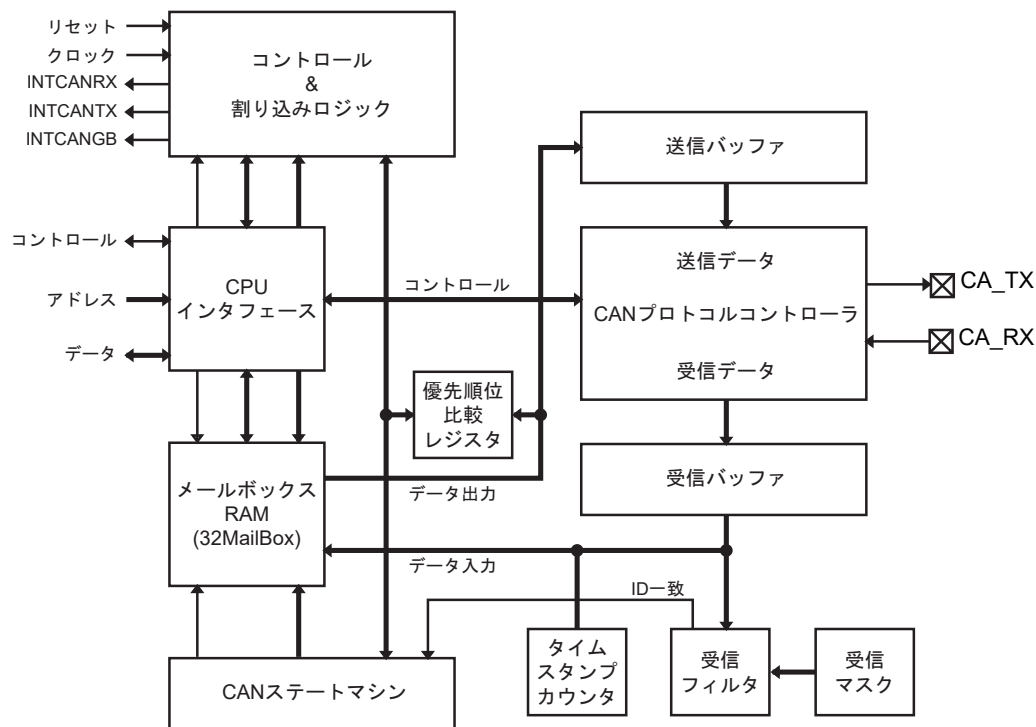 リセット
クロック
INTCANRX
INTCANTX
INTCANGB
コントロール
&
割り込みロジック
送信バッファ
コントロール
アドレス
データ
CPU
インタフェース
コントロール
送信データ
CANプロトコルコントローラ
受信データ
CA_TX
CA_RX
優先順位
比較
レジスタ
メールボックス
RAM
(32MailBox)
データ出力
受信バッファ
データ入力
ID一致
タイム
スタンプ
カウンタ
受信
フィルタ
受信
マスク
CANステートマシン